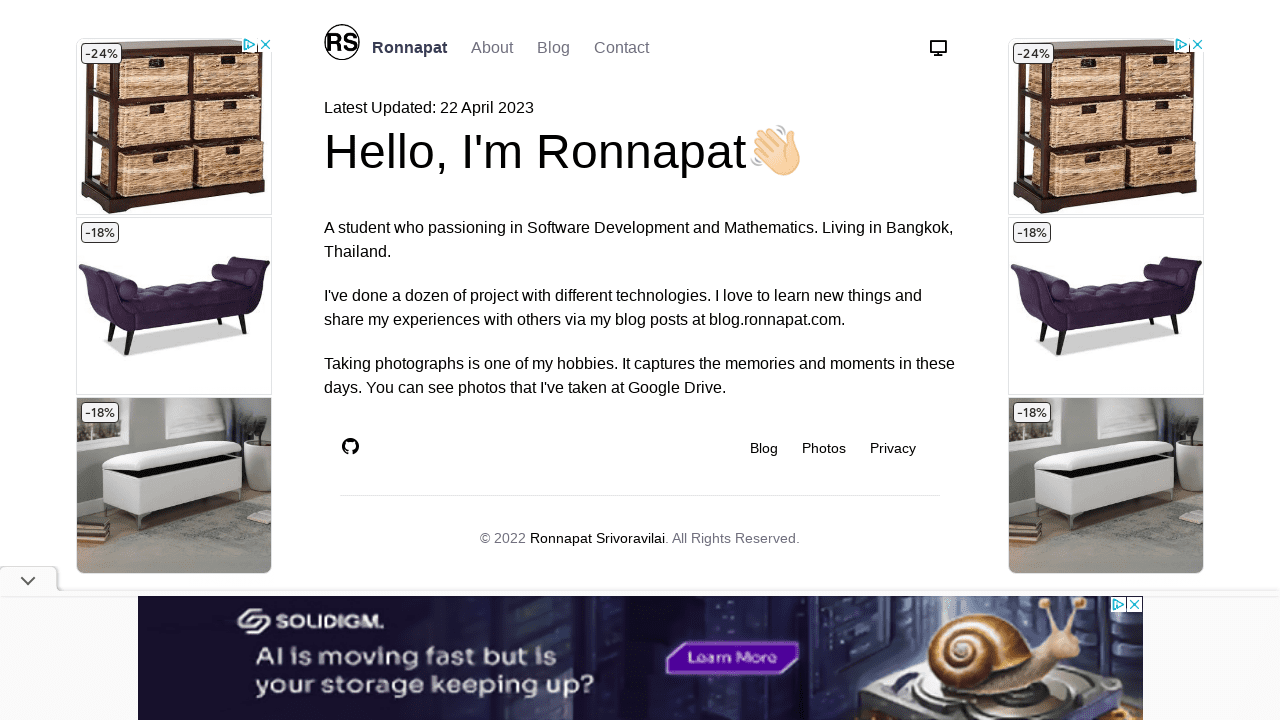 RS Ronnapat About Blog Contact
Latest Updated: 22 April 2023
Hello, I'm Ronnapat👋🏼
A student who passioning in Software Development and Mathematics. Living in Bangkok,
Thailand.
I've done a dozen of project with different technologies. I love to learn new things and
share my experiences with others via my blog posts at blog.ronnapat.com.
Taking photographs is one of my hobbies. It captures the memories and moments in these
days. You can see photos that I've taken at Google Drive.
Blog Photos Privacy
© 2022 Ronnapat Srivoravilai. All Rights Reserved.
-24%
-18%
-18%
-24%
-18%
-18%
SOLIDIGM.
AI is moving fast but is
your storage keeping up?
Learn More